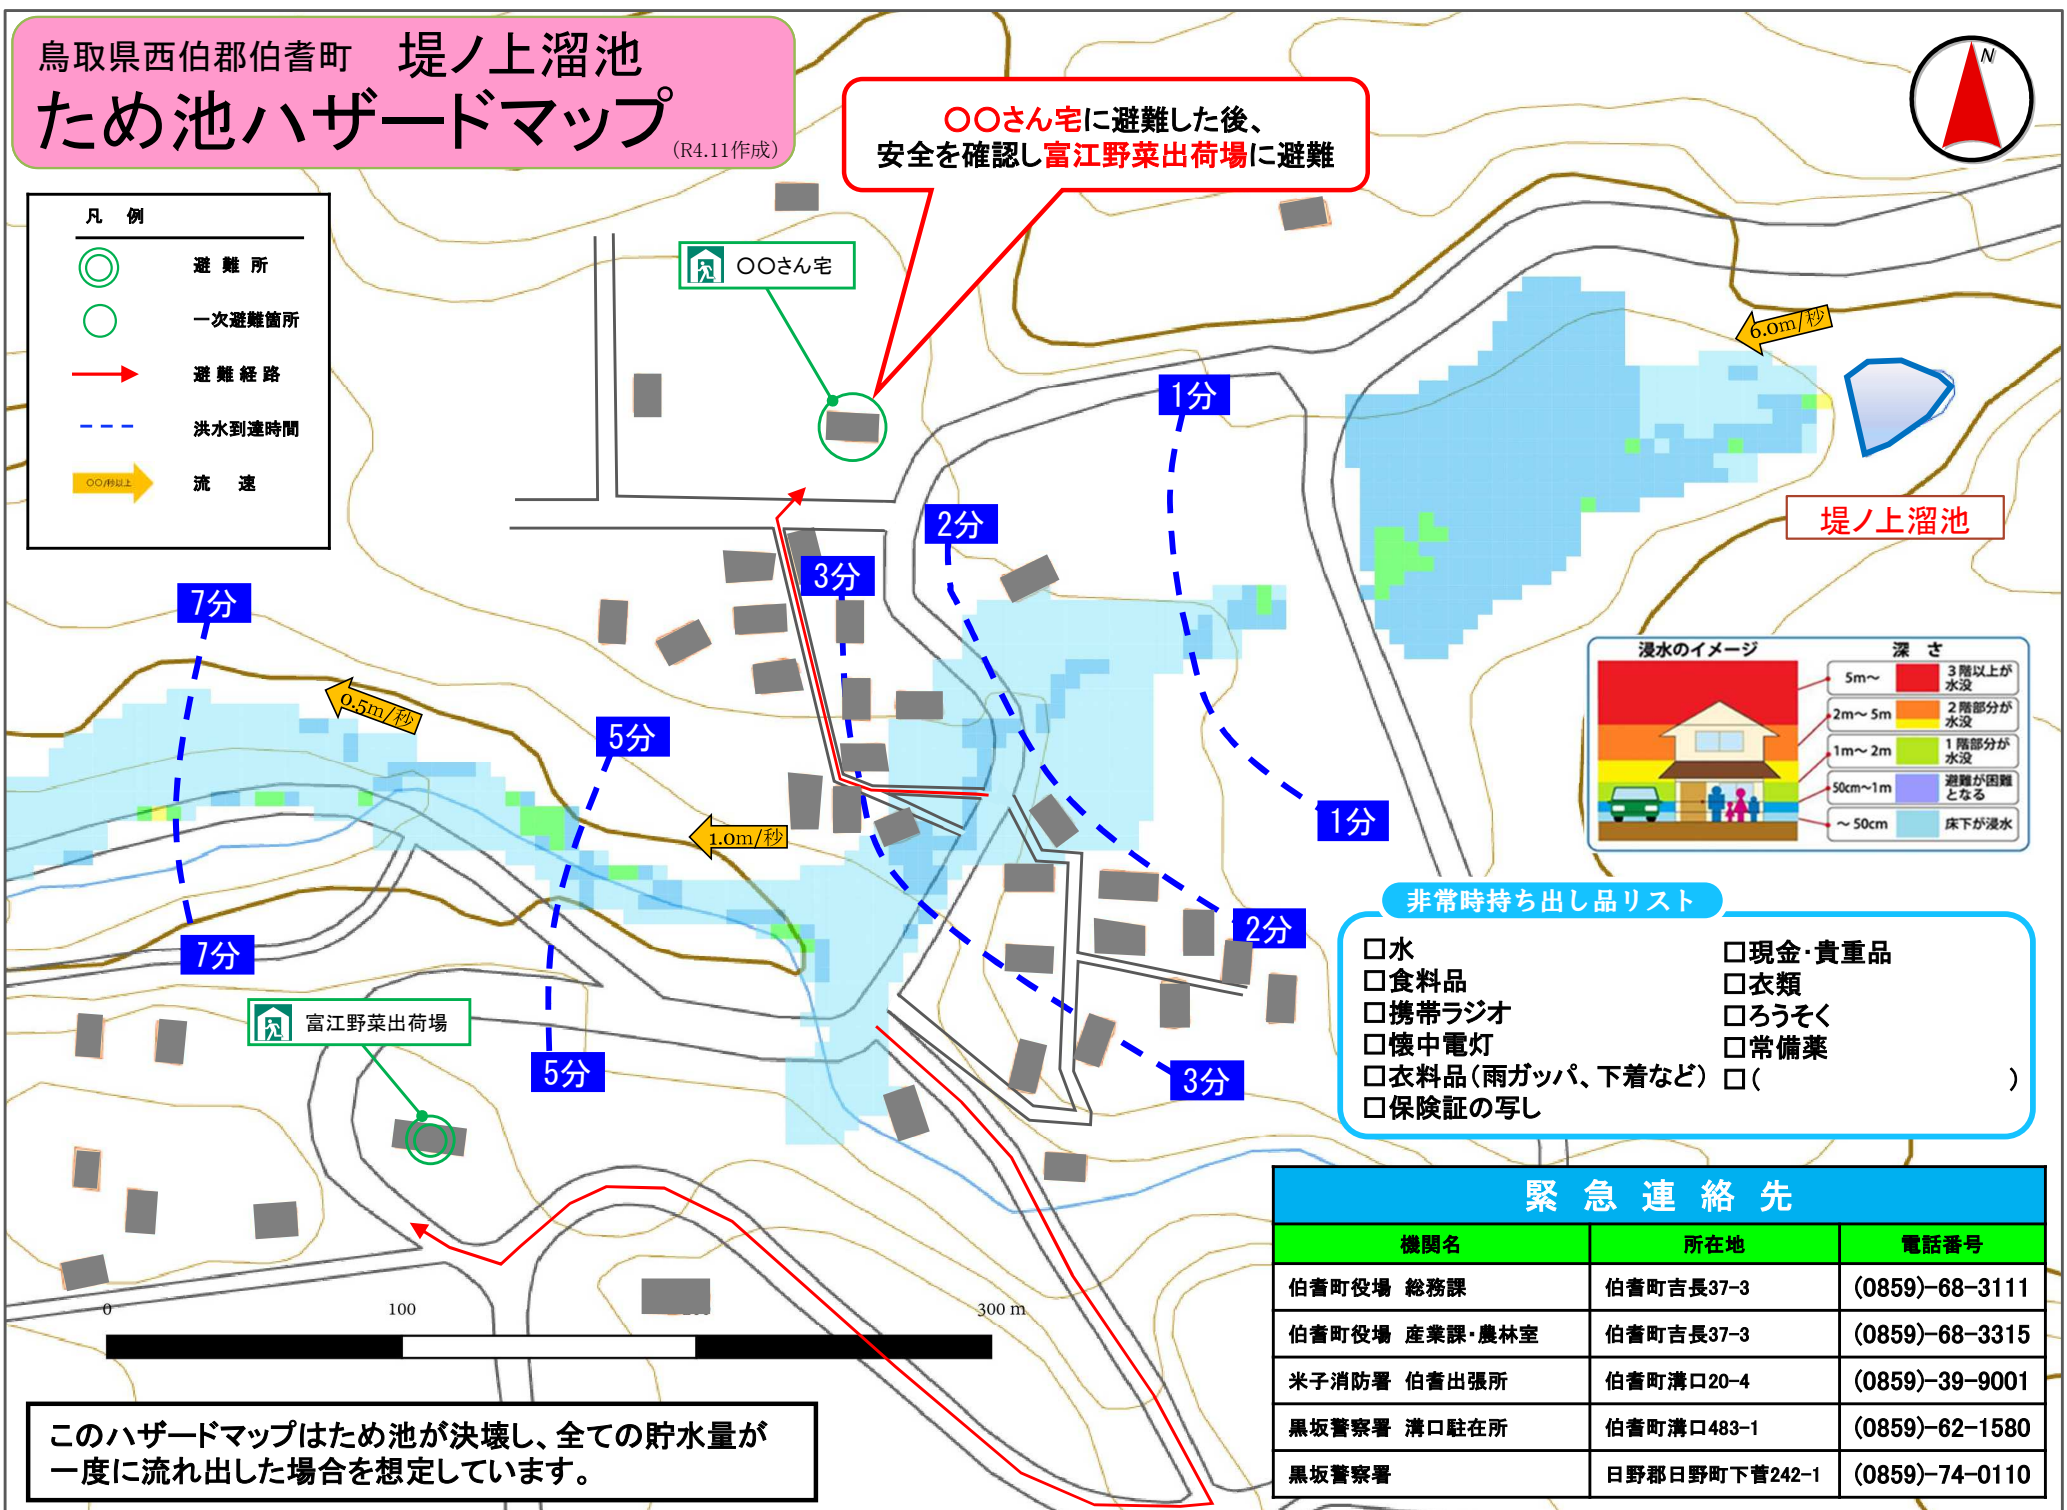 鳥取県西伯郡伯耆町 堤ノ上溜池
ため池ハザードマップ
(R4.11作成)
〇〇さん宅に避難した後、
安全を確認し富江野菜出荷場に避難
N
凡 例
避 難 所
一次避難箇所
避 難 経 路
洪水到達時間
〇〇/秒以上
流 速
〇〇さん宅
6.0m/秒
1分
堤ノ上溜池
2分
3分
7分
0.5m/秒
5分
1.0m/秒
1分
2分
7分
3分
5分
富江野菜出荷場
浸水のイメージ
深 さ
5m～ 3階以上が水没
2m～5m 2階部分が水没
1m～2m 1階部分が水没
50cm～1m 避難が困難となる
～50cm 床下が浸水
非常時持ち出し品リスト
□水
□食料品
□携帯ラジオ
□懐中電灯
□衣料品(雨ガッパ、下着など)
□保険証の写し
□現金・貴重品
□衣類
□ろうそく
□常備薬
□( )
緊 急 連 絡 先
機関名 所在地 電話番号
伯耆町役場 総務課 伯耆町吉長37-3 (0859)-68-3111
伯耆町役場 産業課・農林室 伯耆町吉長37-3 (0859)-68-3315
米子消防署 伯耆出張所 伯耆町溝口20-4 (0859)-39-9001
黒坂警察署 溝口駐在所 伯耆町溝口483-1 (0859)-62-1580
黒坂警察署 日野郡日野町下菅242-1 (0859)-74-0110
0 100 300 m
このハザードマップはため池が決壊し、全ての貯水量が
一度に流れ出した場合を想定しています。